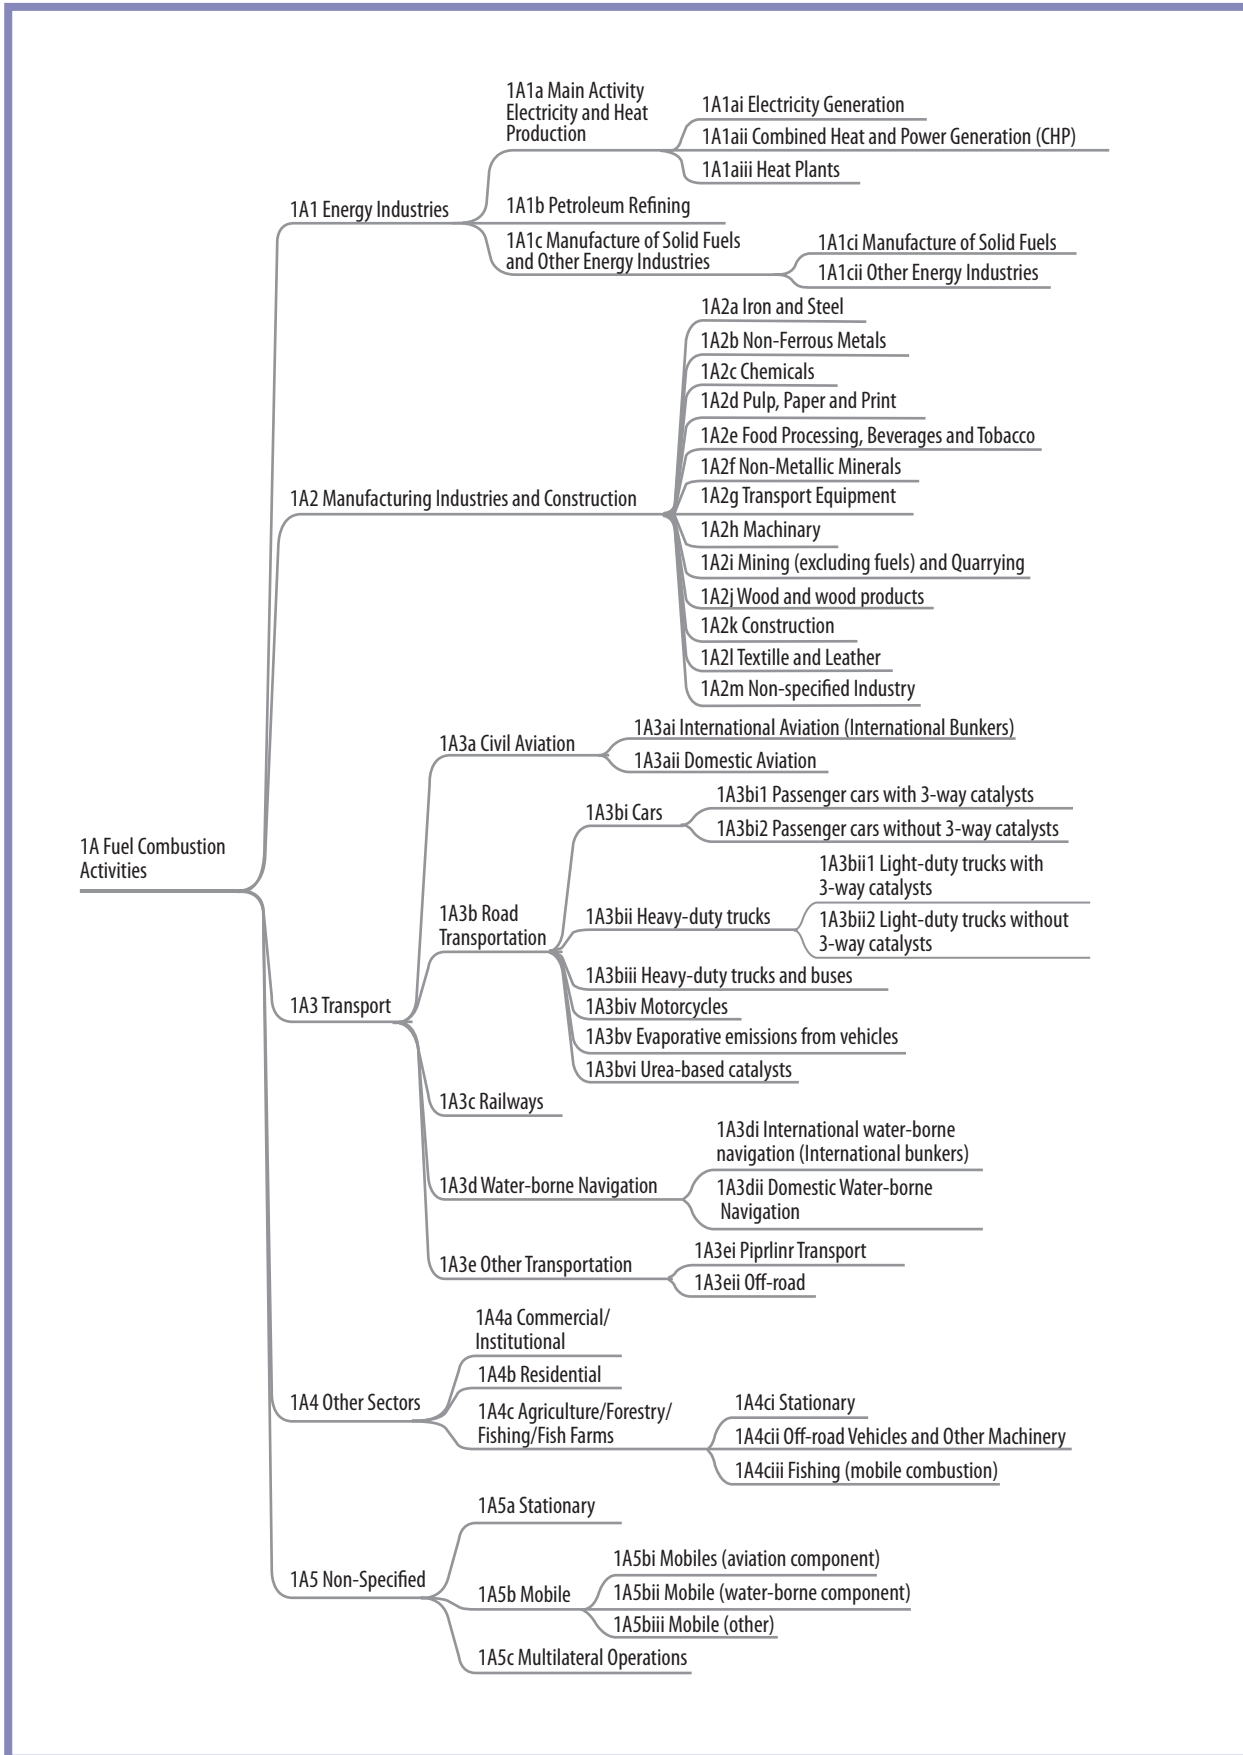 1A Fuel Combustion
Activities
1A1 Energy Industries
1A1a Main Activity
Electricity and Heat
Production
1A1ai Electricity Generation
1A1aii Combined Heat and Power Generation (CHP)
1A1aiii Heat Plants
1A1b Petroleum Refining
1A1c Manufacture of Solid Fuels
and Other Energy Industries
1A1ci Manufacture of Solid Fuels
1A1cii Other Energy Industries
1A2 Manufacturing Industries and Construction
1A2a Iron and Steel
1A2b Non-Ferrous Metals
1A2c Chemicals
1A2d Pulp, Paper and Print
1A2e Food Processing, Beverages and Tobacco
1A2f Non-Metallic Minerals
1A2g Transport Equipment
1A2h Machinary
1A2i Mining (excluding fuels) and Quarrying
1A2j Wood and wood products
1A2k Construction
1A2l Textille and Leather
1A2m Non-specified Industry
1A3 Transport
1A3a Civil Aviation
1A3ai International Aviation (International Bunkers)
1A3aii Domestic Aviation
1A3b Road
Transportation
1A3bi Cars
1A3bi1 Passenger cars with 3-way catalysts
1A3bi2 Passenger cars without 3-way catalysts
1A3bii Heavy-duty trucks
1A3bii1 Light-duty trucks with
3-way catalysts
1A3bii2 Light-duty trucks without
3-way catalysts
1A3biii Heavy-duty trucks and buses
1A3biv Motorcycles
1A3bv Evaporative emissions from vehicles
1A3bvi Urea-based catalysts
1A3c Railways
1A3d Water-borne Navigation
1A3di International water-borne
navigation (International bunkers)
1A3dii Domestic Water-borne
Navigation
1A3e Other Transportation
1A3ei Piprlinr Transport
1A3eii Off-road
1A4 Other Sectors
1A4a Commercial/
Institutional
1A4b Residential
1A4c Agriculture/Forestry/
Fishing/Fish Farms
1A4ci Stationary
1A4cii Off-road Vehicles and Other Machinery
1A4ciii Fishing (mobile combustion)
1A5 Non-Specified
1A5a Stationary
1A5b Mobile
1A5bi Mobiles (aviation component)
1A5bii Mobile (water-borne component)
1A5biii Mobile (other)
1A5c Multilateral Operations